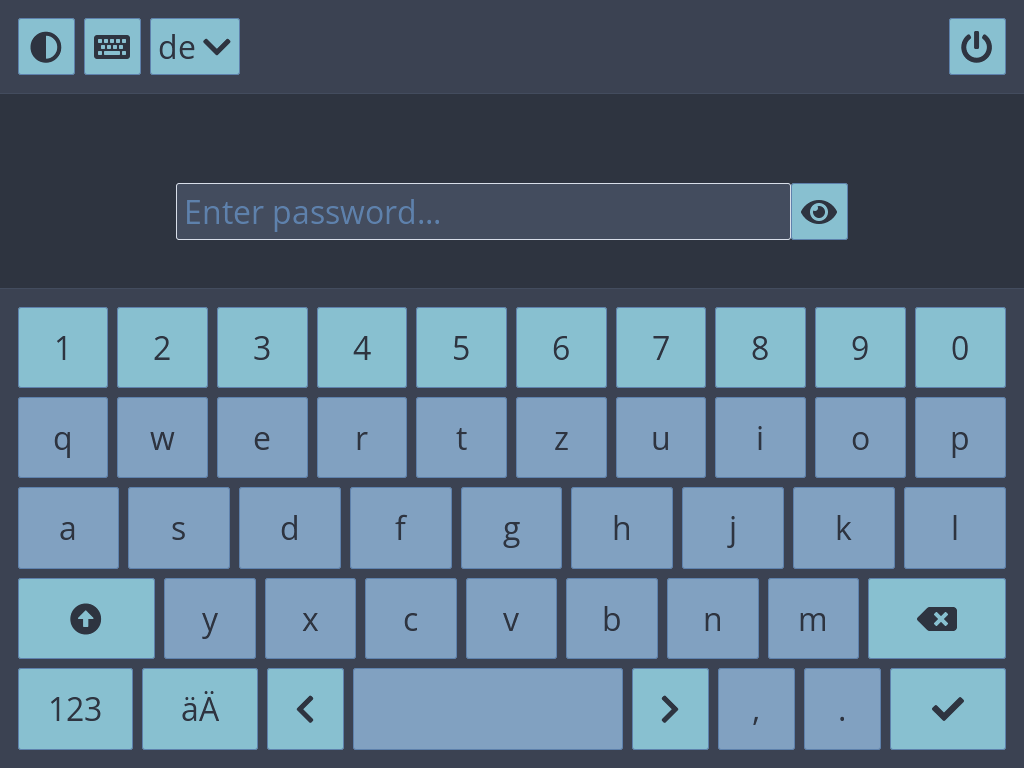 de
Enter password...
1 2 3 4 5 6 7 8 9 0
q w e r t z u i o p
a s d f g h j k l
y x c v b n m
123 äÄ , .